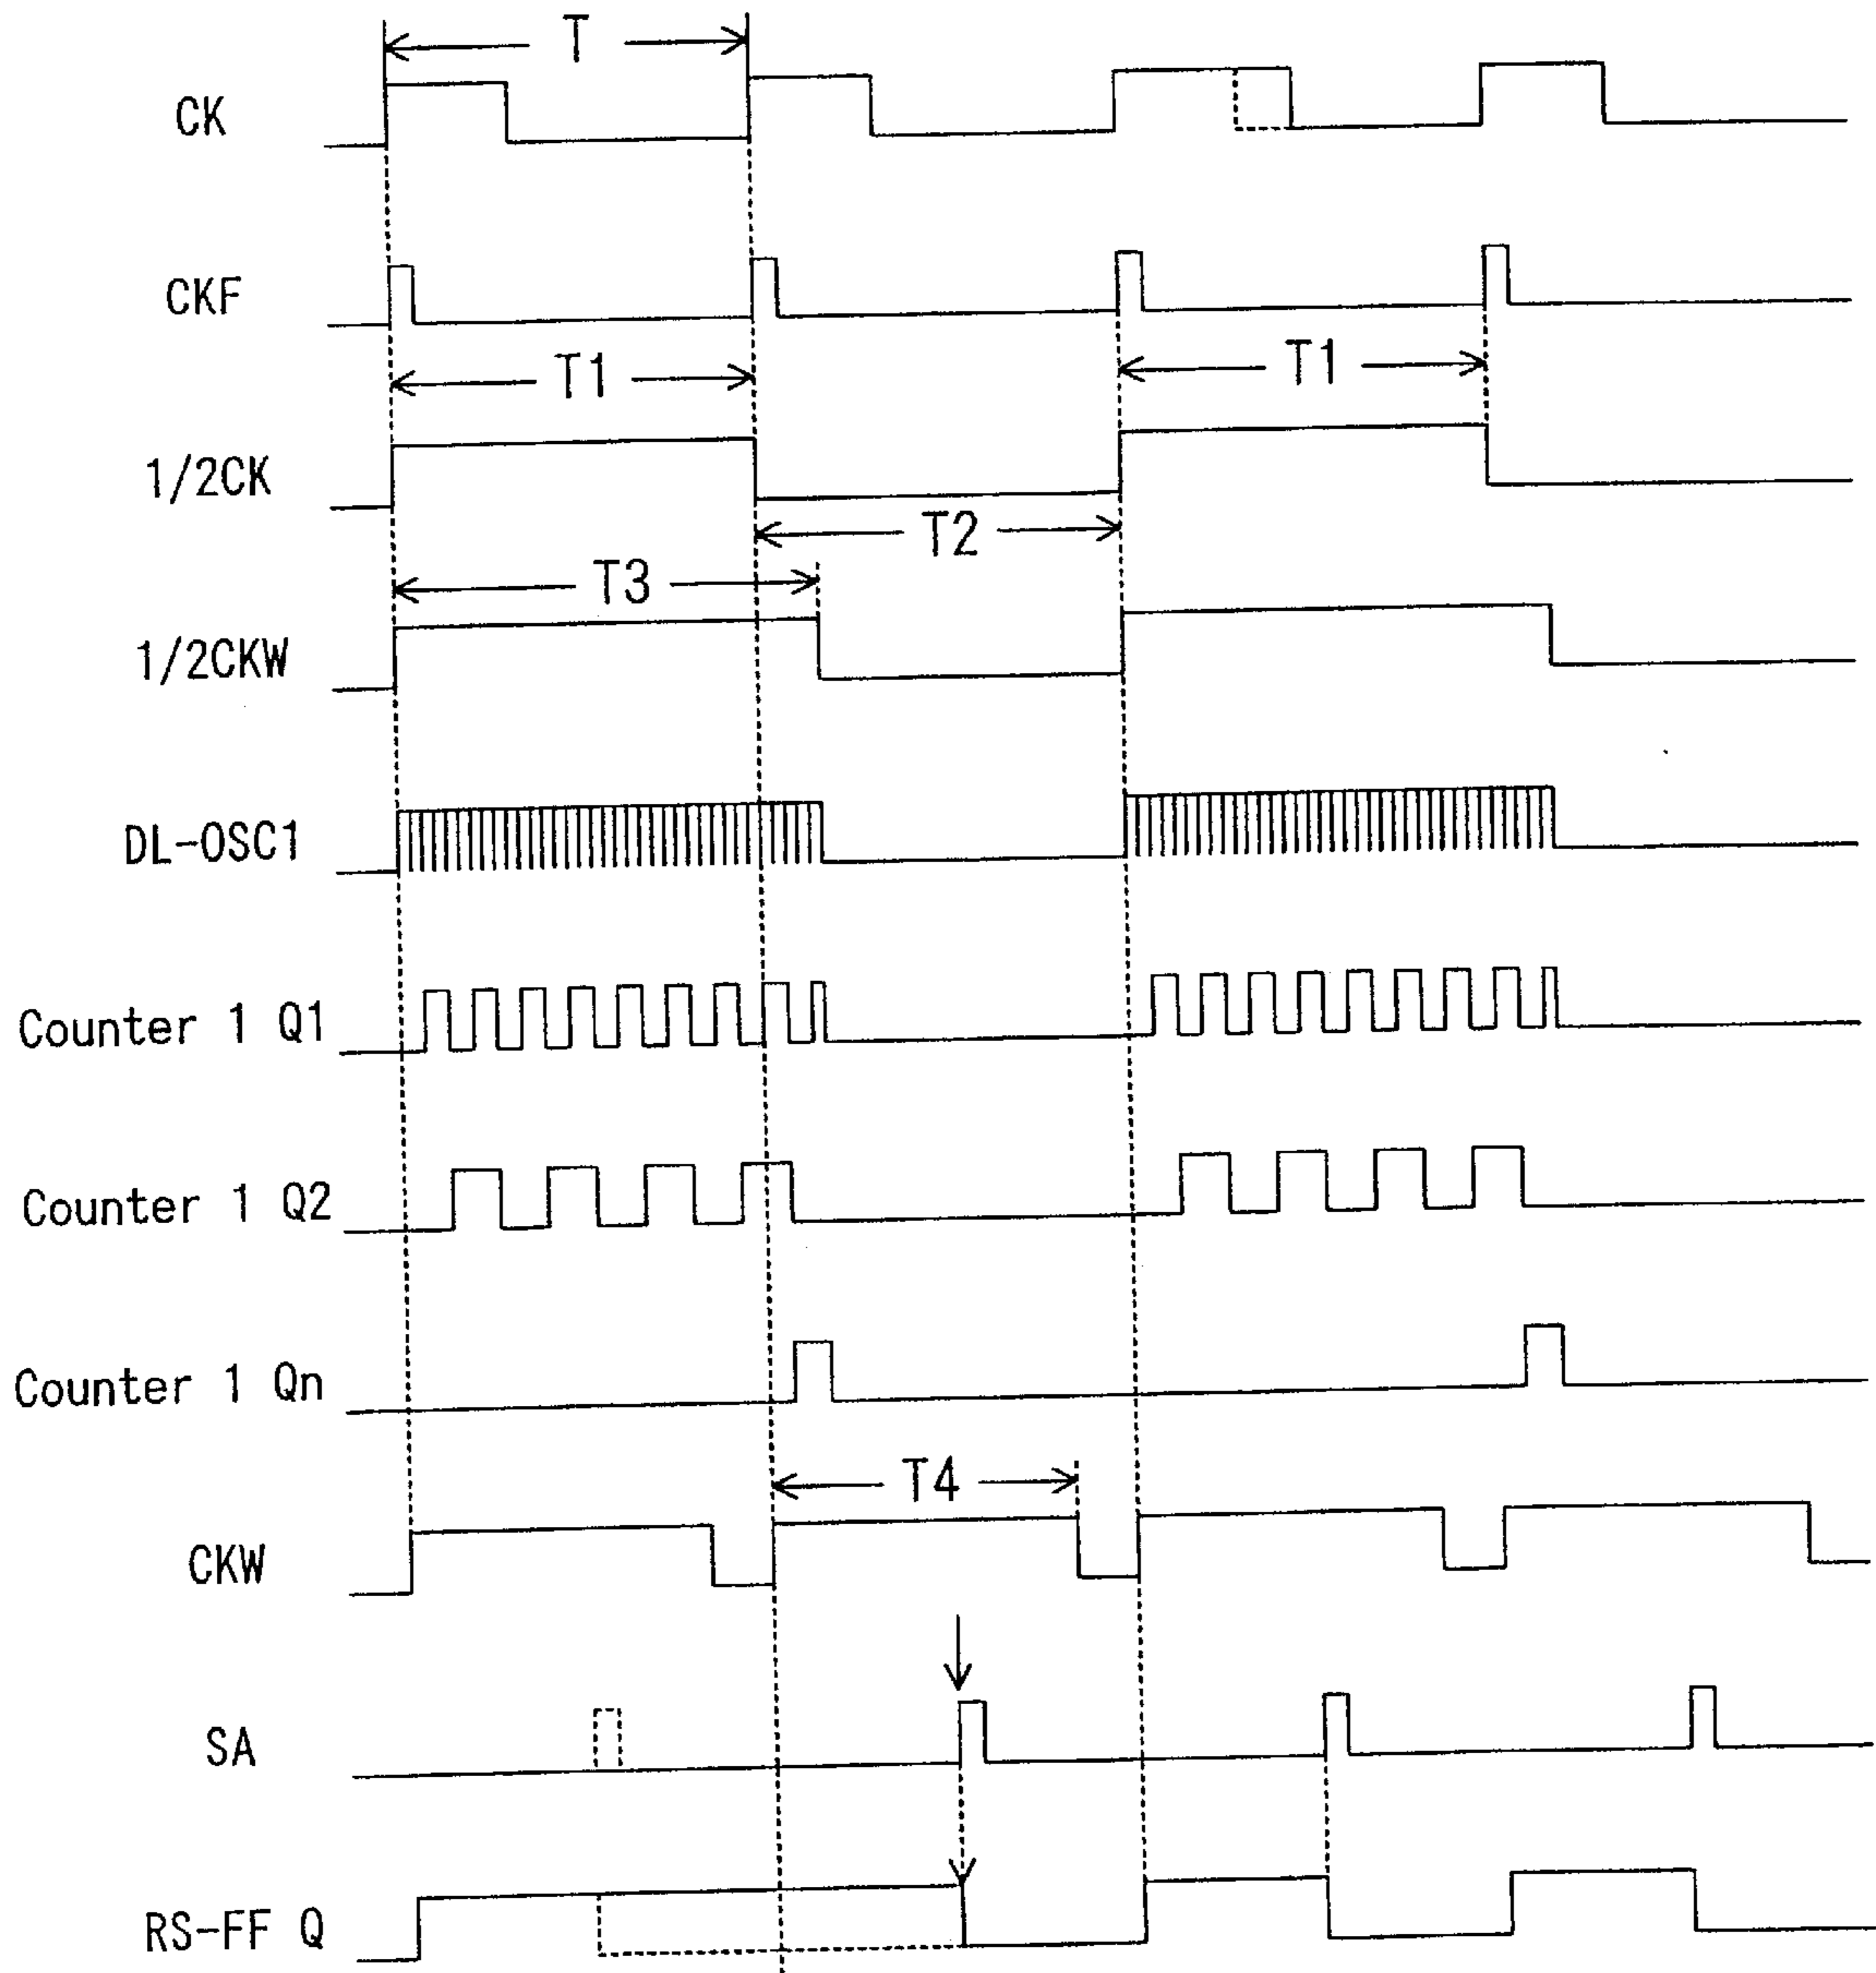 T
CK
CKF
T1
T1
1/2CK
T2
T3
1/2CKW
DL-OSC1
Counter 1 Q1
Counter 1 Q2
Counter 1 Qn
T4
CKW
SA
RS-FF Q